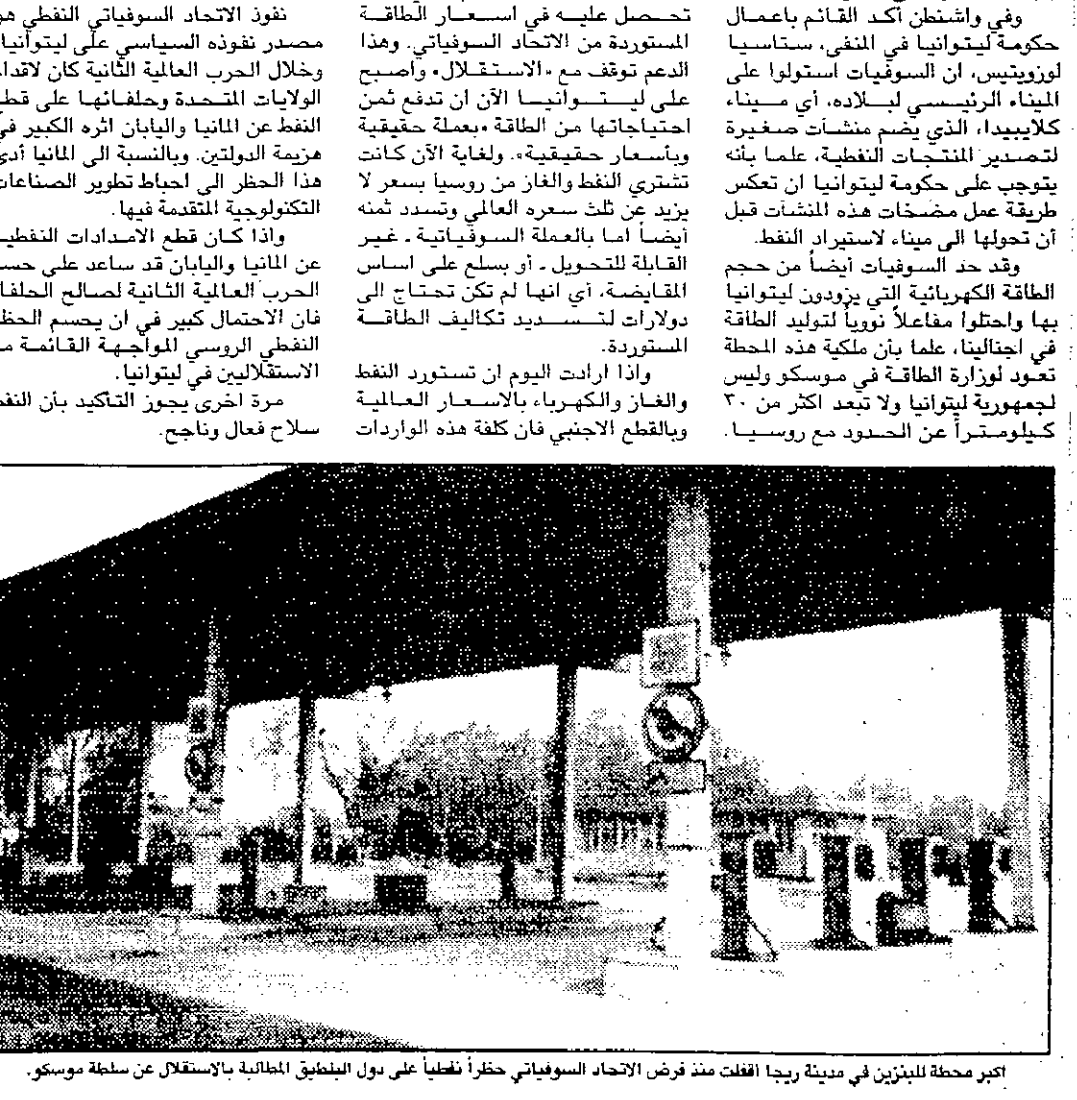 وفي واشنطن أكد القائم باعمال
حكومة ليتوانيا في المنفى، ستاسيا
لوزويتيس، ان السوفيات استولوا على
الميناء الرئيسي لبلاده، أي ميناء
كلايبيدا، الذي يضم منشآت صغيرة
لتصدير المنتجات النفطية، علما بأنه
يتوجب على حكومة ليتوانيا ان تعكس
طريقة عمل مضخات هذه المنشآت قبل
أن تحولها الى ميناء لاستيراد النفط.
وقد حد السوفيات أيضاً من حجم
الطاقة الكهربائية التي يزودون ليتوانيا
بها واحتلوا مفاعلاً نووياً لتوليد الطاقة
في اجنالينا، علما بأن ملكية هذه المحطة
تعود لوزارة الطاقة في موسكو وليس
لجمهورية ليتوانيا ولا تبعد اكثر من ٣٠
كيلومتراً عن الحدود مع روسيا.
تحصل عليه في اسعار الطاقة
المستوردة من الاتحاد السوفياتي. وهذا
الدعم توقف مع «الاستقلال» واصبح
على ليتوانيا الآن ان تدفع ثمن
احتياجاتها من الطاقة «بعملة حقيقية
وبأسعار حقيقية». ولغاية الآن كانت
تشتري النفط والغاز من روسيا بسعر لا
يزيد عن ثلث سعره العالمي وتسدد ثمنه
أيضاً اما بالعملة السوفياتية ـ غير
القابلة للتحويل ـ أو بسلع على اساس
المقايضة، أي انها لم تكن تحتاج الى
دولارات لتسديد تكاليف الطاقة
المستوردة.
واذا ارادت اليوم ان تستورد النفط
والغاز والكهرباء بالاسعار العالمية
وبالقطع الاجنبي فان كلفة هذه الواردات
نفوذ الاتحاد السوفياتي النفطي هو
مصدر نفوذه السياسي على ليتوانيا
وخلال الحرب العالمية الثانية كان لاقدا
الولايات المتحدة وحلفائها على قطع
النفط عن المانيا واليابان اثره الكبير في
هزيمة الدولتين. وبالنسبة الى المانيا أدى
هذا الحظر الى احباط تطوير الصناعات
التكنولوجية المتقدمة فيها.
واذا كان قطع الامدادات النفطية
عن المانيا واليابان قد ساعد على حسم
الحرب العالمية الثانية لصالح الحلفا
فان الاحتمال كبير في ان يحسم الحظر
النفطي الروسي المواجهة القائمة مع
الاستقلاليين في ليتوانيا.
مرة اخرى يجوز التأكيد بأن النفط
سلاح فعال وناجح.
اكبر محطة للبنزين في مدينة ريجا اقفلت منذ فرض الاتحاد السوفياتي حظراً نفطياً على دول البلطيق المطالبة بالاستقلال عن سلطة موسكو.